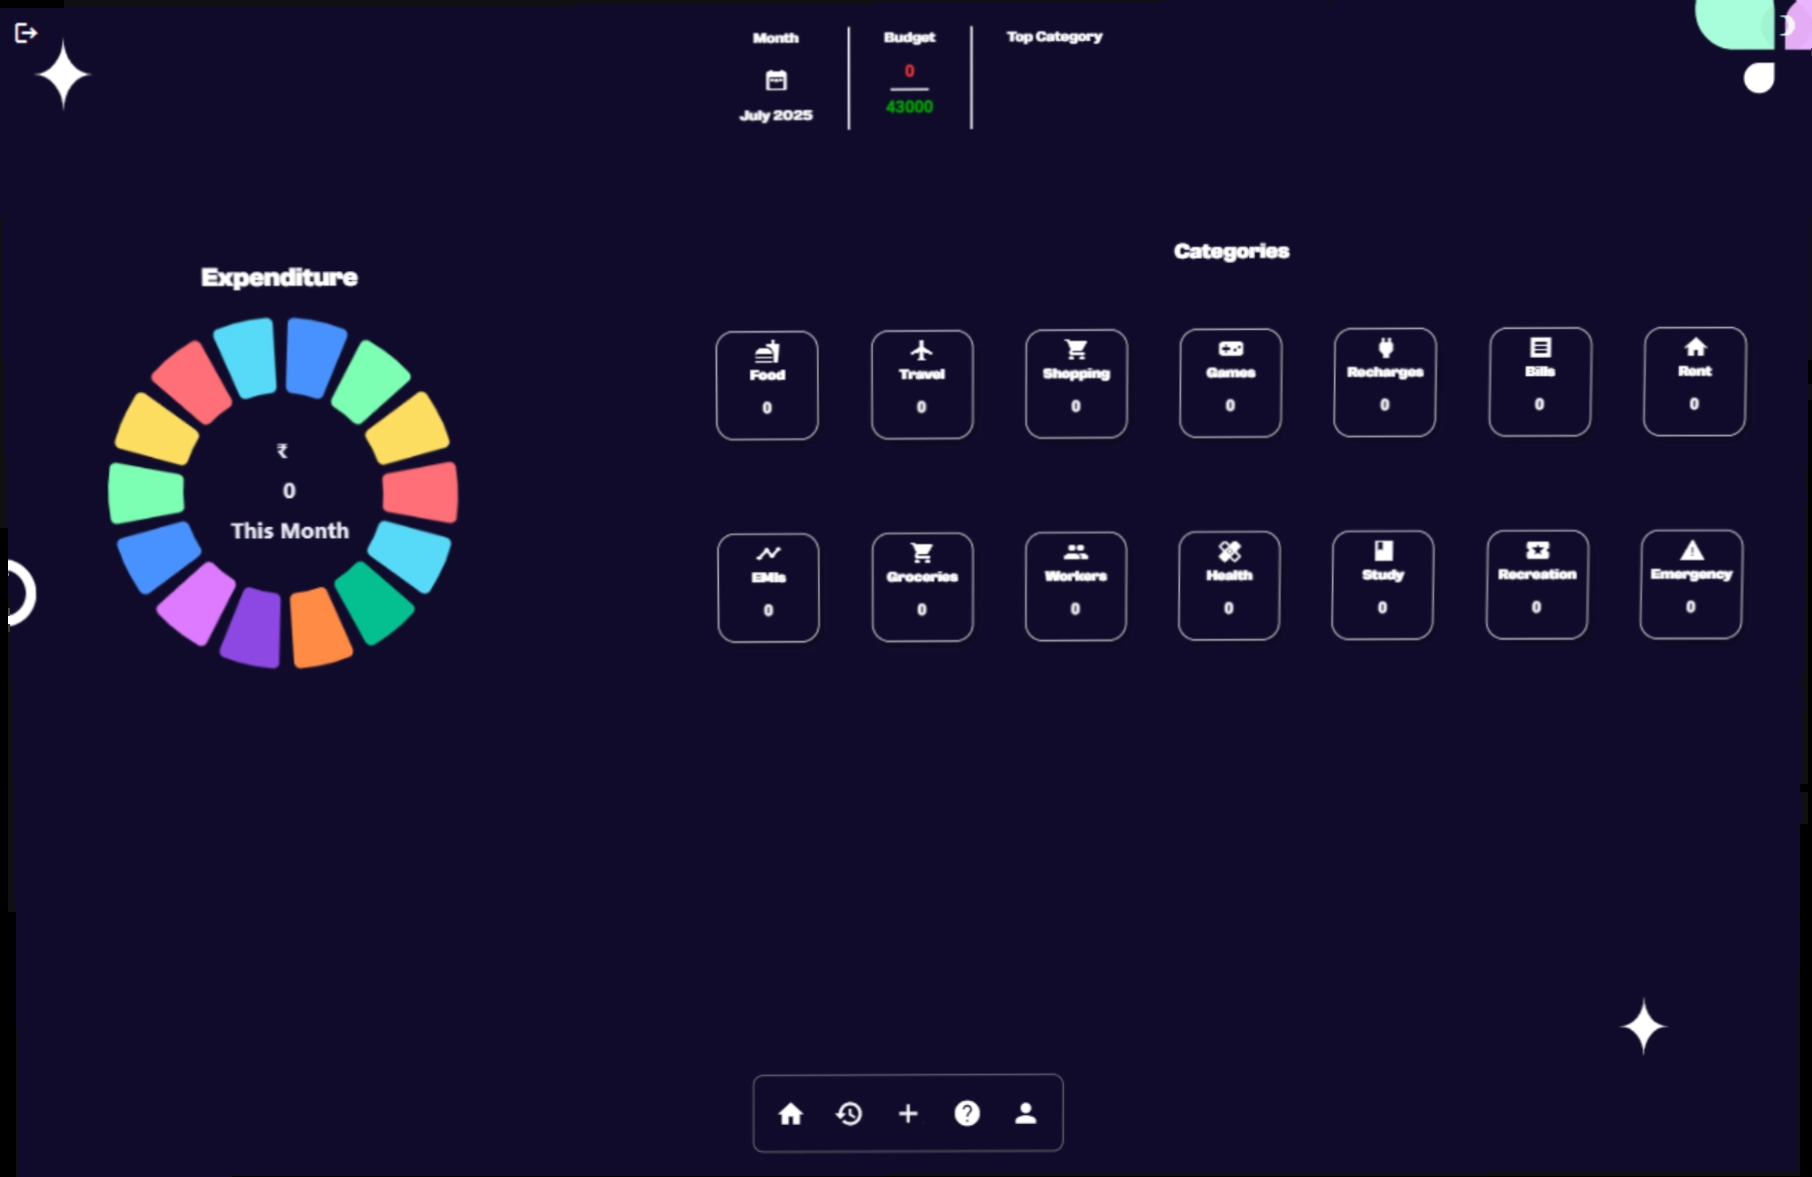 Month
July 2025
Budget
0
43000
Top Category
Expenditure
₹
0
This Month
Categories
Food
0
Travel
0
Shopping
0
Games
0
Recharges
0
Bills
0
Rent
0
EMIs
0
Groceries
0
Workers
0
Health
0
Study
0
Recreation
0
Emergency
0